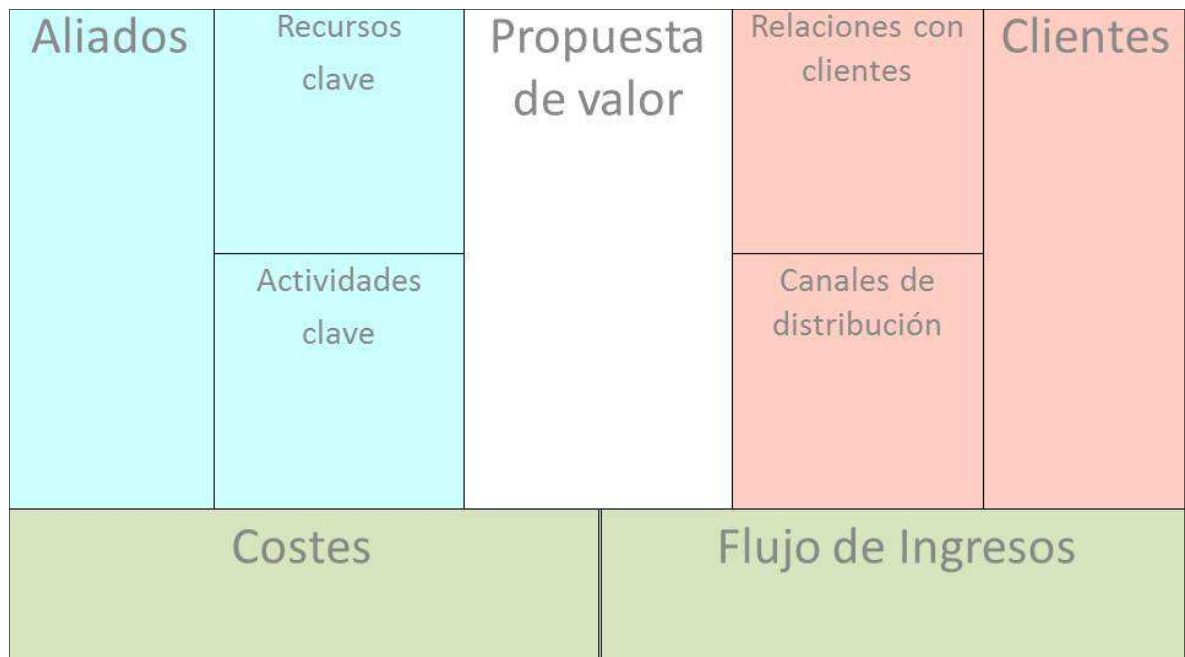 Aliados
Recursos
clave
Actividades
clave
Propuesta
de valor
Relaciones con
clientes
Canales de
distribución
Clientes
Costes
Flujo de Ingresos